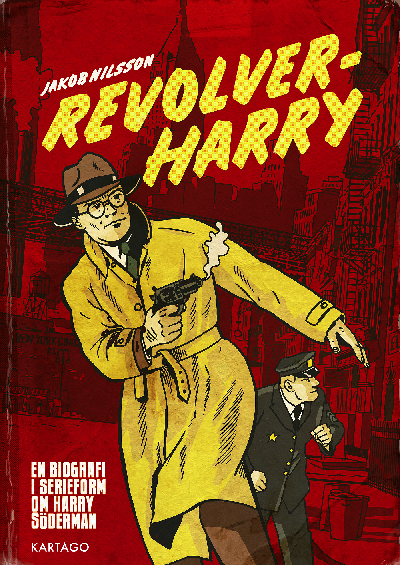 JAKOB NILSSON
REVOLVER-
HARRY
EN BIOGRAFI
I SERIEFORM
OM HARRY
SÖDERMAN
KARTAGO